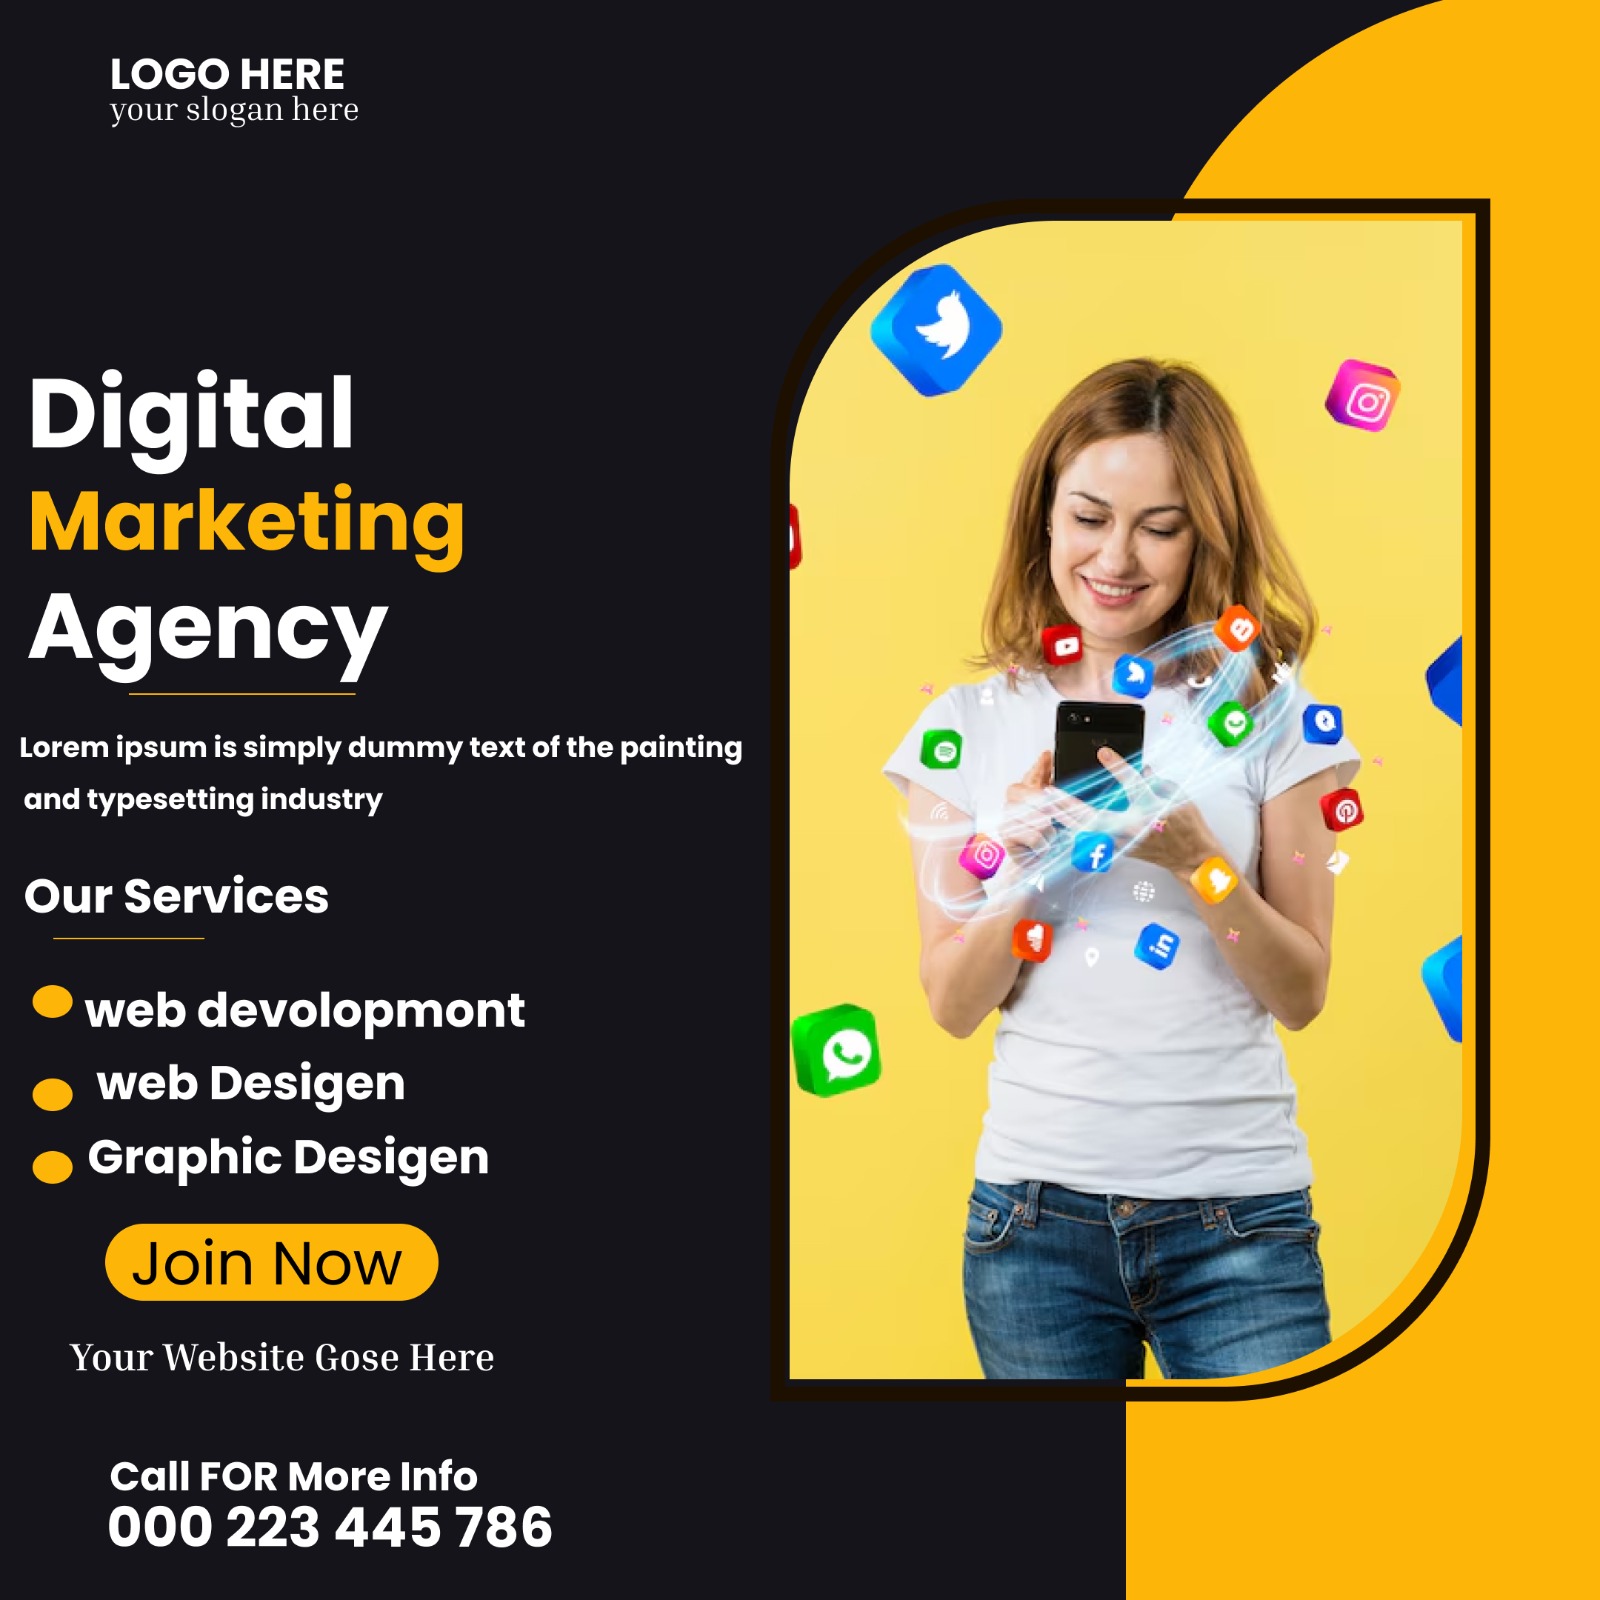 LOGO HERE
your slogan here
Digital
Marketing
Agency
Lorem ipsum is simply dummy text of the painting
and typesetting industry
Our Services
web devolopmont
web Desigen
Graphic Desigen
Join Now
Your Website Gose Here
Call FOR More Info
000 223 445 786